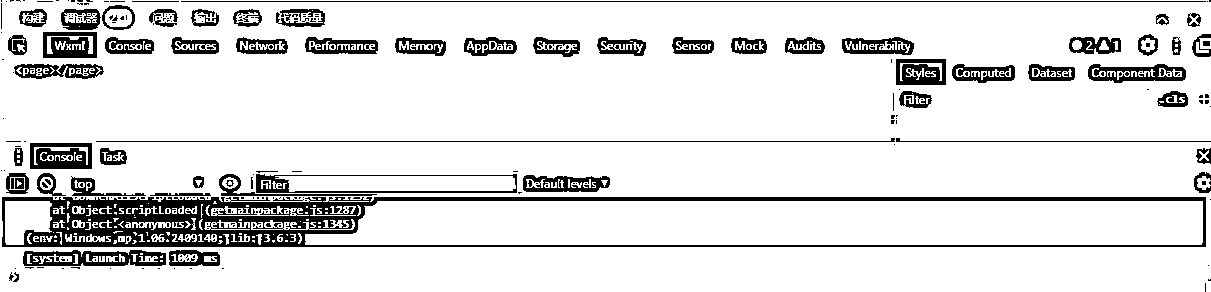 构建 调试器 问题 输出 终端 代码质量
Wxml Console Sources Network Performance Memory AppData Storage Security Sensor Mock Audits Vulnerability 2 1
<page></page>
Styles Computed Dataset Component Data
Filter .cls +
Console Task
top Filter Default levels
at Object.scriptLoaded (getmainpackage.js:1287)
at Object.<anonymous> (getmainpackage.js:1345)
(env: Windows,mp,1.06.2409140; lib: 3.6.3)
[system] Launch Time: 1009 ms